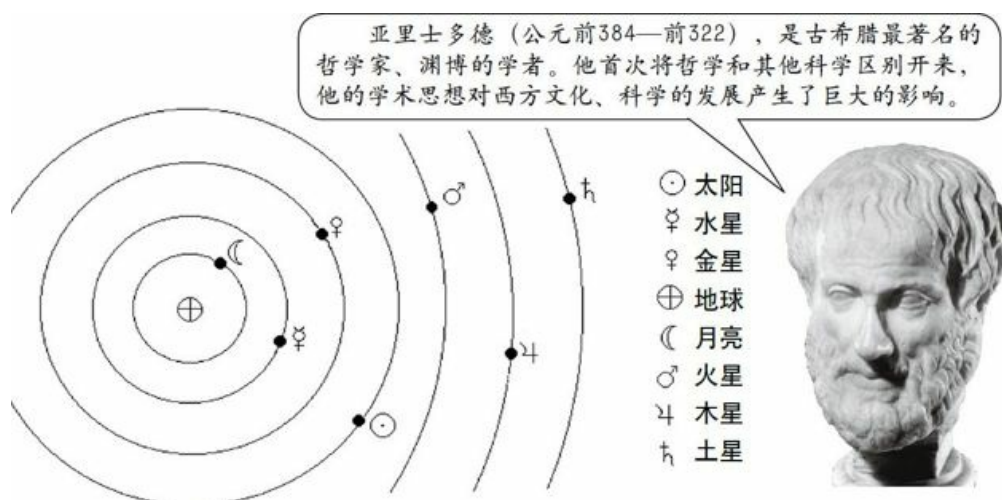 亚里士多德（公元前384—前322），是古希腊最著名的
哲学家、渊博的学者。他首次将哲学和其他科学区别开来，
他的学术思想对西方文化、科学的发展产生了巨大的影响。
☉ 太阳
☿ 水星
♀ 金星
⊕ 地球
☾ 月亮
♂ 火星
♃ 木星
♄ 土星